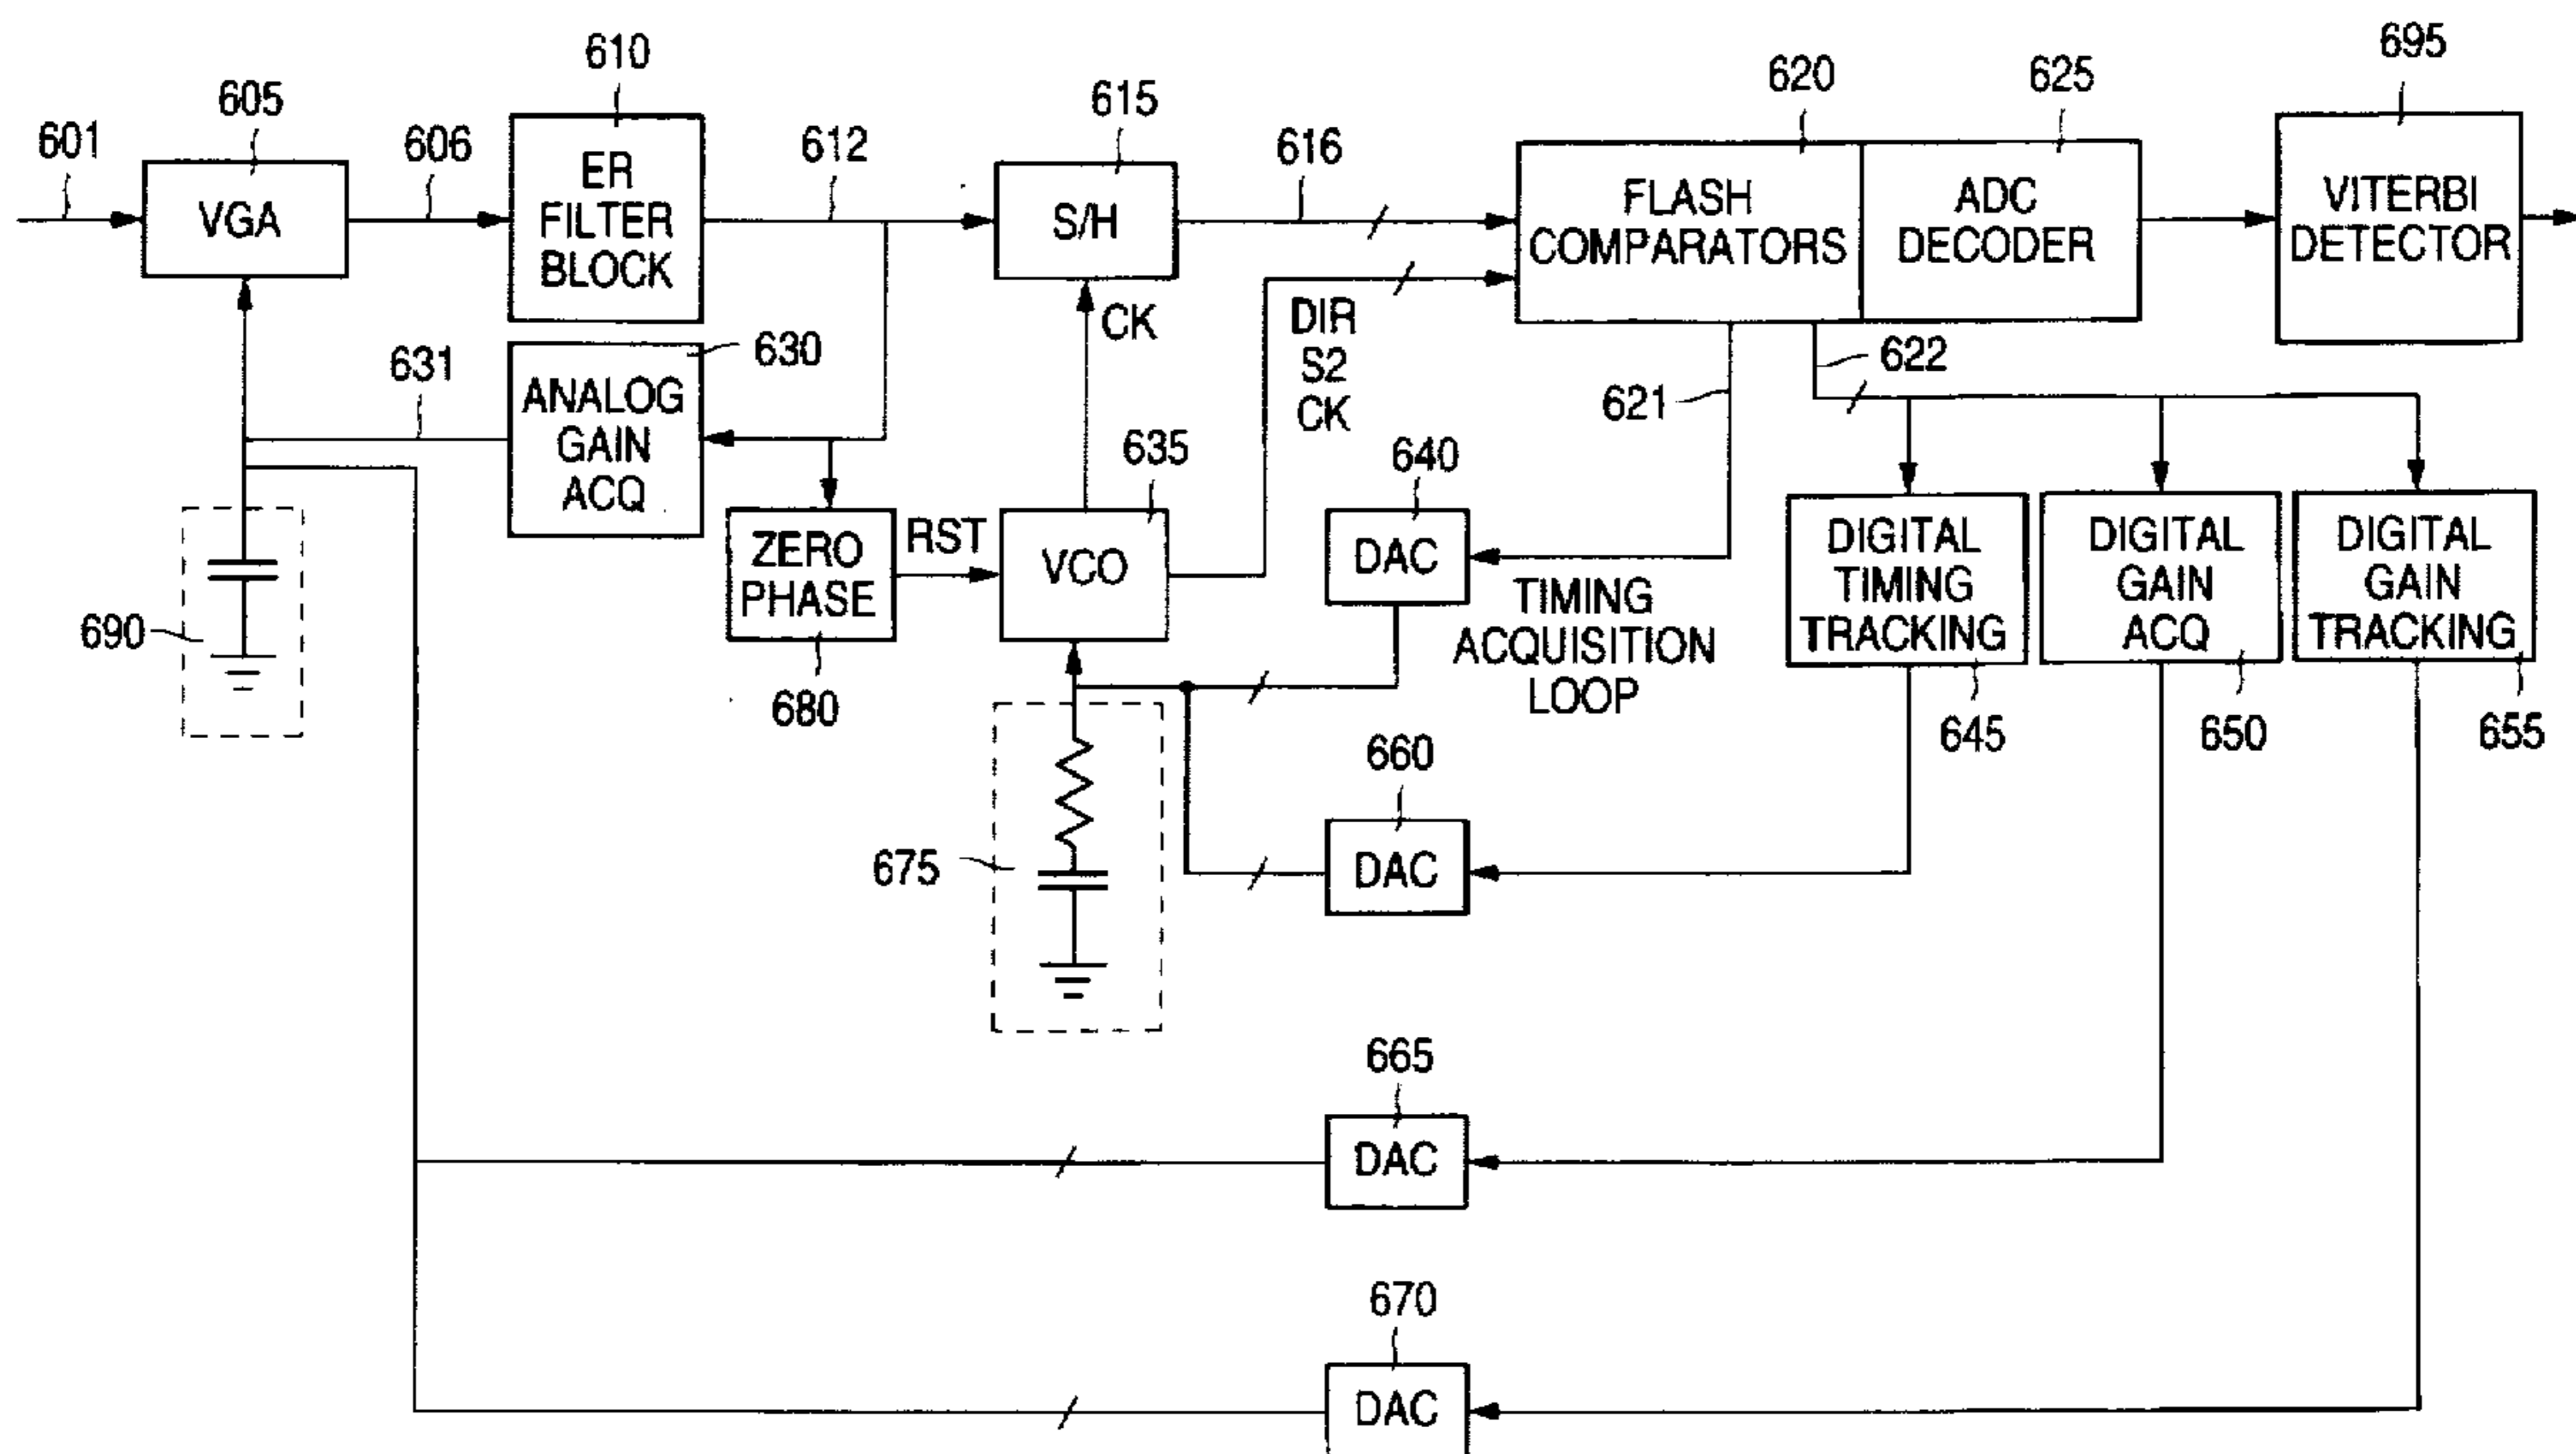 695
610
620
625
605
615
601
606
612
616
VGA
ER
FILTER
BLOCK
S/H
FLASH
COMPARATORS
ADC
DECODER
VITERBI
DETECTOR
CK
DIR
S2
CK
630
631
622
621
ANALOG
GAIN
ACQ
635
640
ZERO
PHASE
RST
VCO
DAC
TIMING
ACQUISITION
LOOP
DIGITAL
TIMING
TRACKING
DIGITAL
GAIN
ACQ
DIGITAL
GAIN
TRACKING
690
680
645
650
655
660
675
DAC
665
DAC
670
DAC